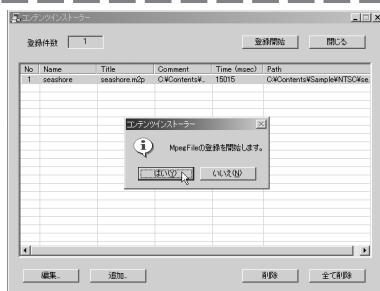 コンテンツインストーラー
登録件数 1 登録開始 閉じる
No Name Title Comment Time (msec) Path
1 seashore seashore.m2p C:¥Contents¥.. 15015 C:¥Contents¥Sample¥NTSC¥se
コンテンツインストーラー
MpegFileの登録を開始します。
はい(Y) いいえ(N)
編集... 追加... 削除 全て削除